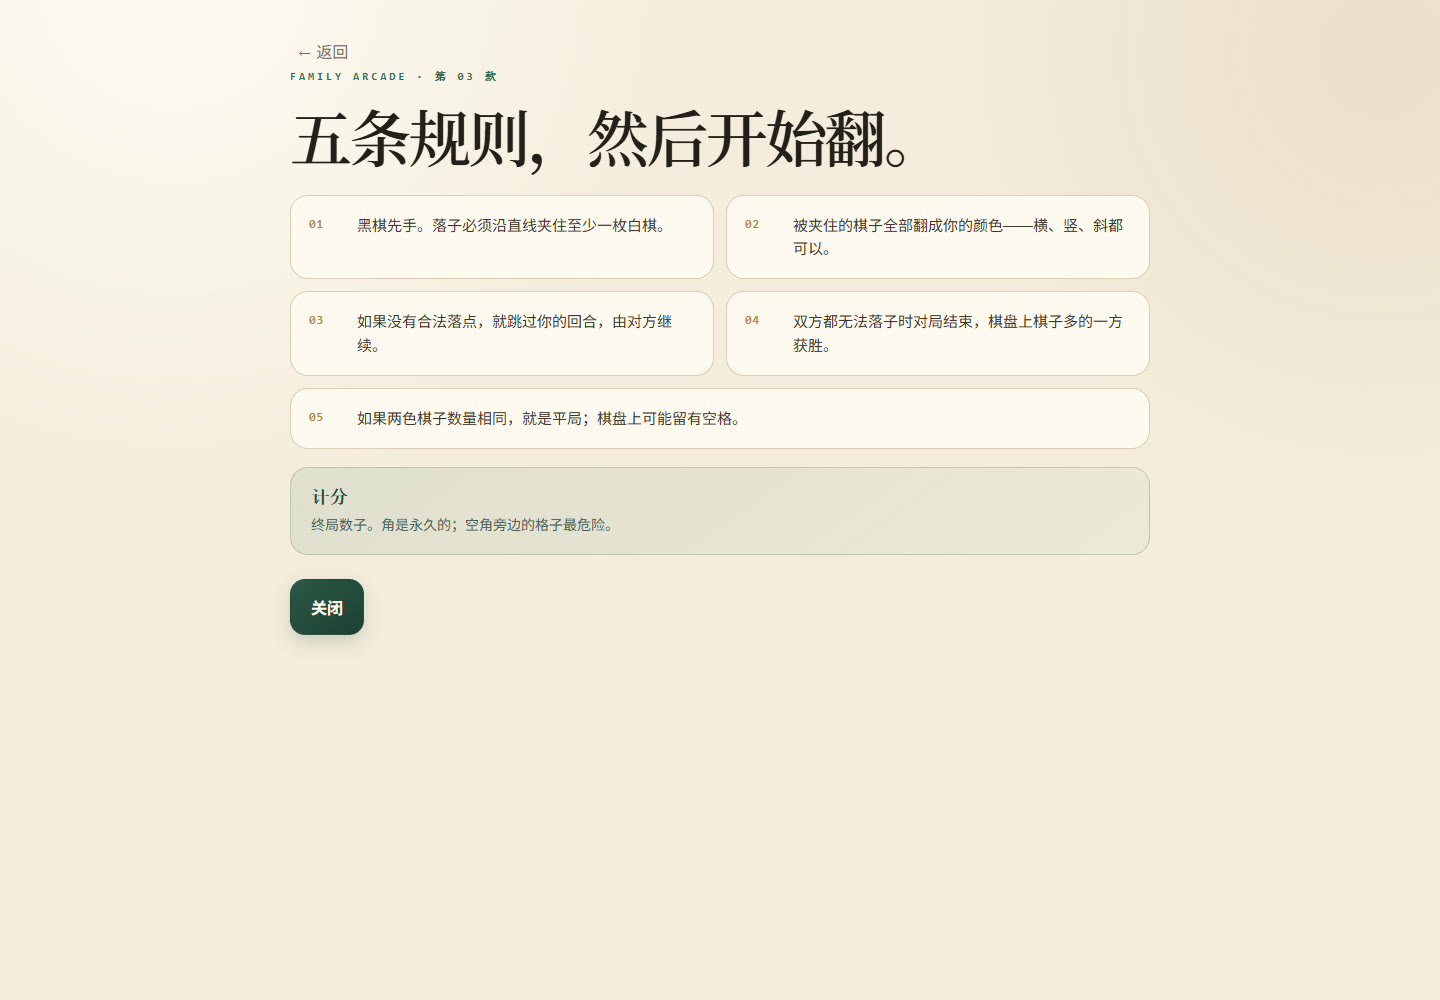 ← 返回
FAMILY ARCADE · 第 03 款
五条规则，然后开始翻。
01 黑棋先手。落子必须沿直线夹住至少一枚白棋。
02 被夹住的棋子全部翻成你的颜色——横、竖、斜都
可以。
03 如果没有合法落点，就跳过你的回合，由对方继
续。
04 双方都无法落子时对局结束，棋盘上棋子多的一方
获胜。
05 如果两色棋子数量相同，就是平局；棋盘上可能留有空格。
计分
终局数子。角是永久的；空角旁边的格子最危险。
关闭